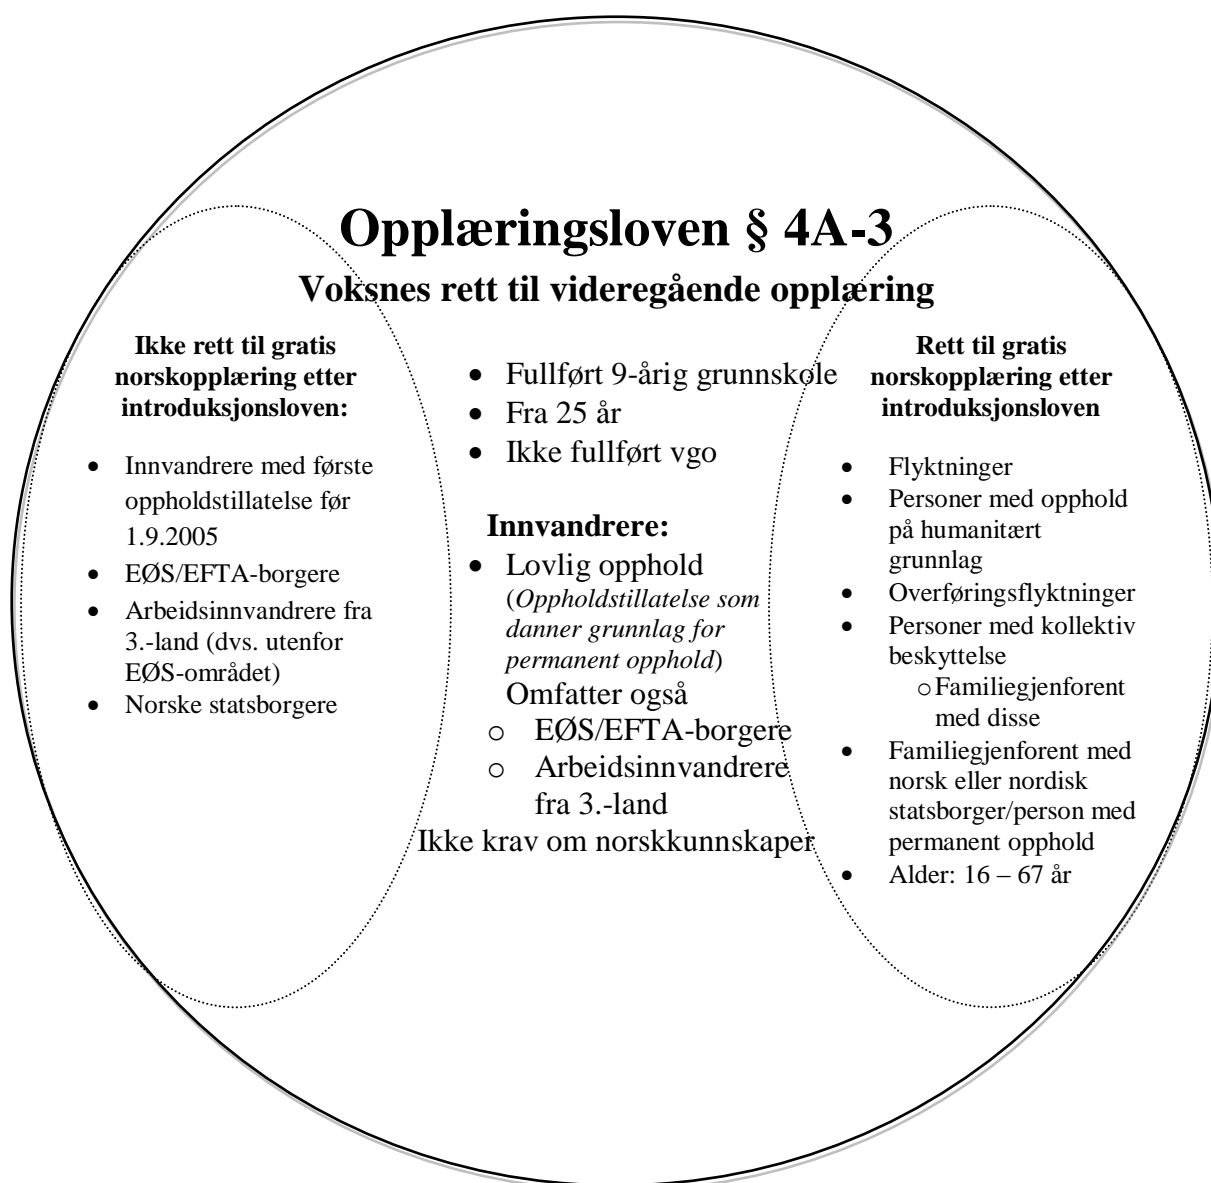 Opplæringsloven § 4A-3
Voksnes rett til videregående opplæring
Ikke rett til gratis
norskopplæring etter
introduksjonsloven:
• Innvandrere med første
oppholdstillatelse før
1.9.2005
• EØS/EFTA-borgere
• Arbeidsinnvandrere fra
3.-land (dvs. utenfor
EØS-området)
• Norske statsborgere
• Fullført 9-årig grunnskole
• Fra 25 år
• Ikke fullført vgo
Innvandrere:
• Lovlig opphold
(Oppholdstillatelse som
danner grunnlag for
permanent opphold)
Omfatter også
o EØS/EFTA-borgere
o Arbeidsinnvandrere
fra 3.-land
Ikke krav om norskkunnskaper
Rett til gratis
norskopplæring etter
introduksjonsloven
• Flyktninger
• Personer med opphold
på humanitært
grunnlag
• Overføringsflyktninger
• Personer med kollektiv
beskyttelse
o Familiegjenforent
med disse
• Familiegjenforent med
norsk eller nordisk
statsborger/person med
permanent opphold
• Alder: 16 – 67 år